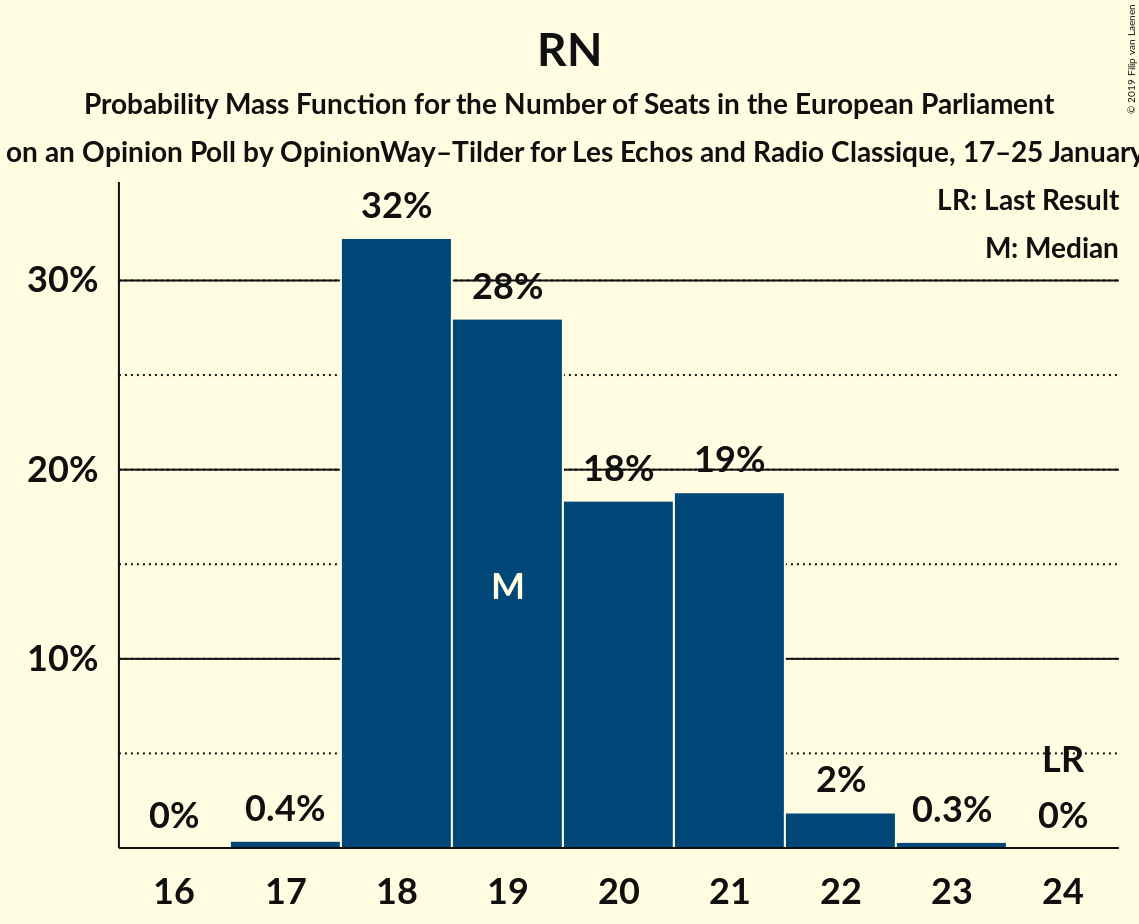 © 2019 Filip van Laenen
RN
Probability Mass Function for the Number of Seats in the European Parliament
on an Opinion Poll by OpinionWay–Tilder for Les Echos and Radio Classique, 17–25 January
LR: Last Result
M: Median
32%
28%
18%
19%
30%
20%
10%
M
LR
0%
0.4%
2%
0.3%
0%
16 17 18 19 20 21 22 23 24